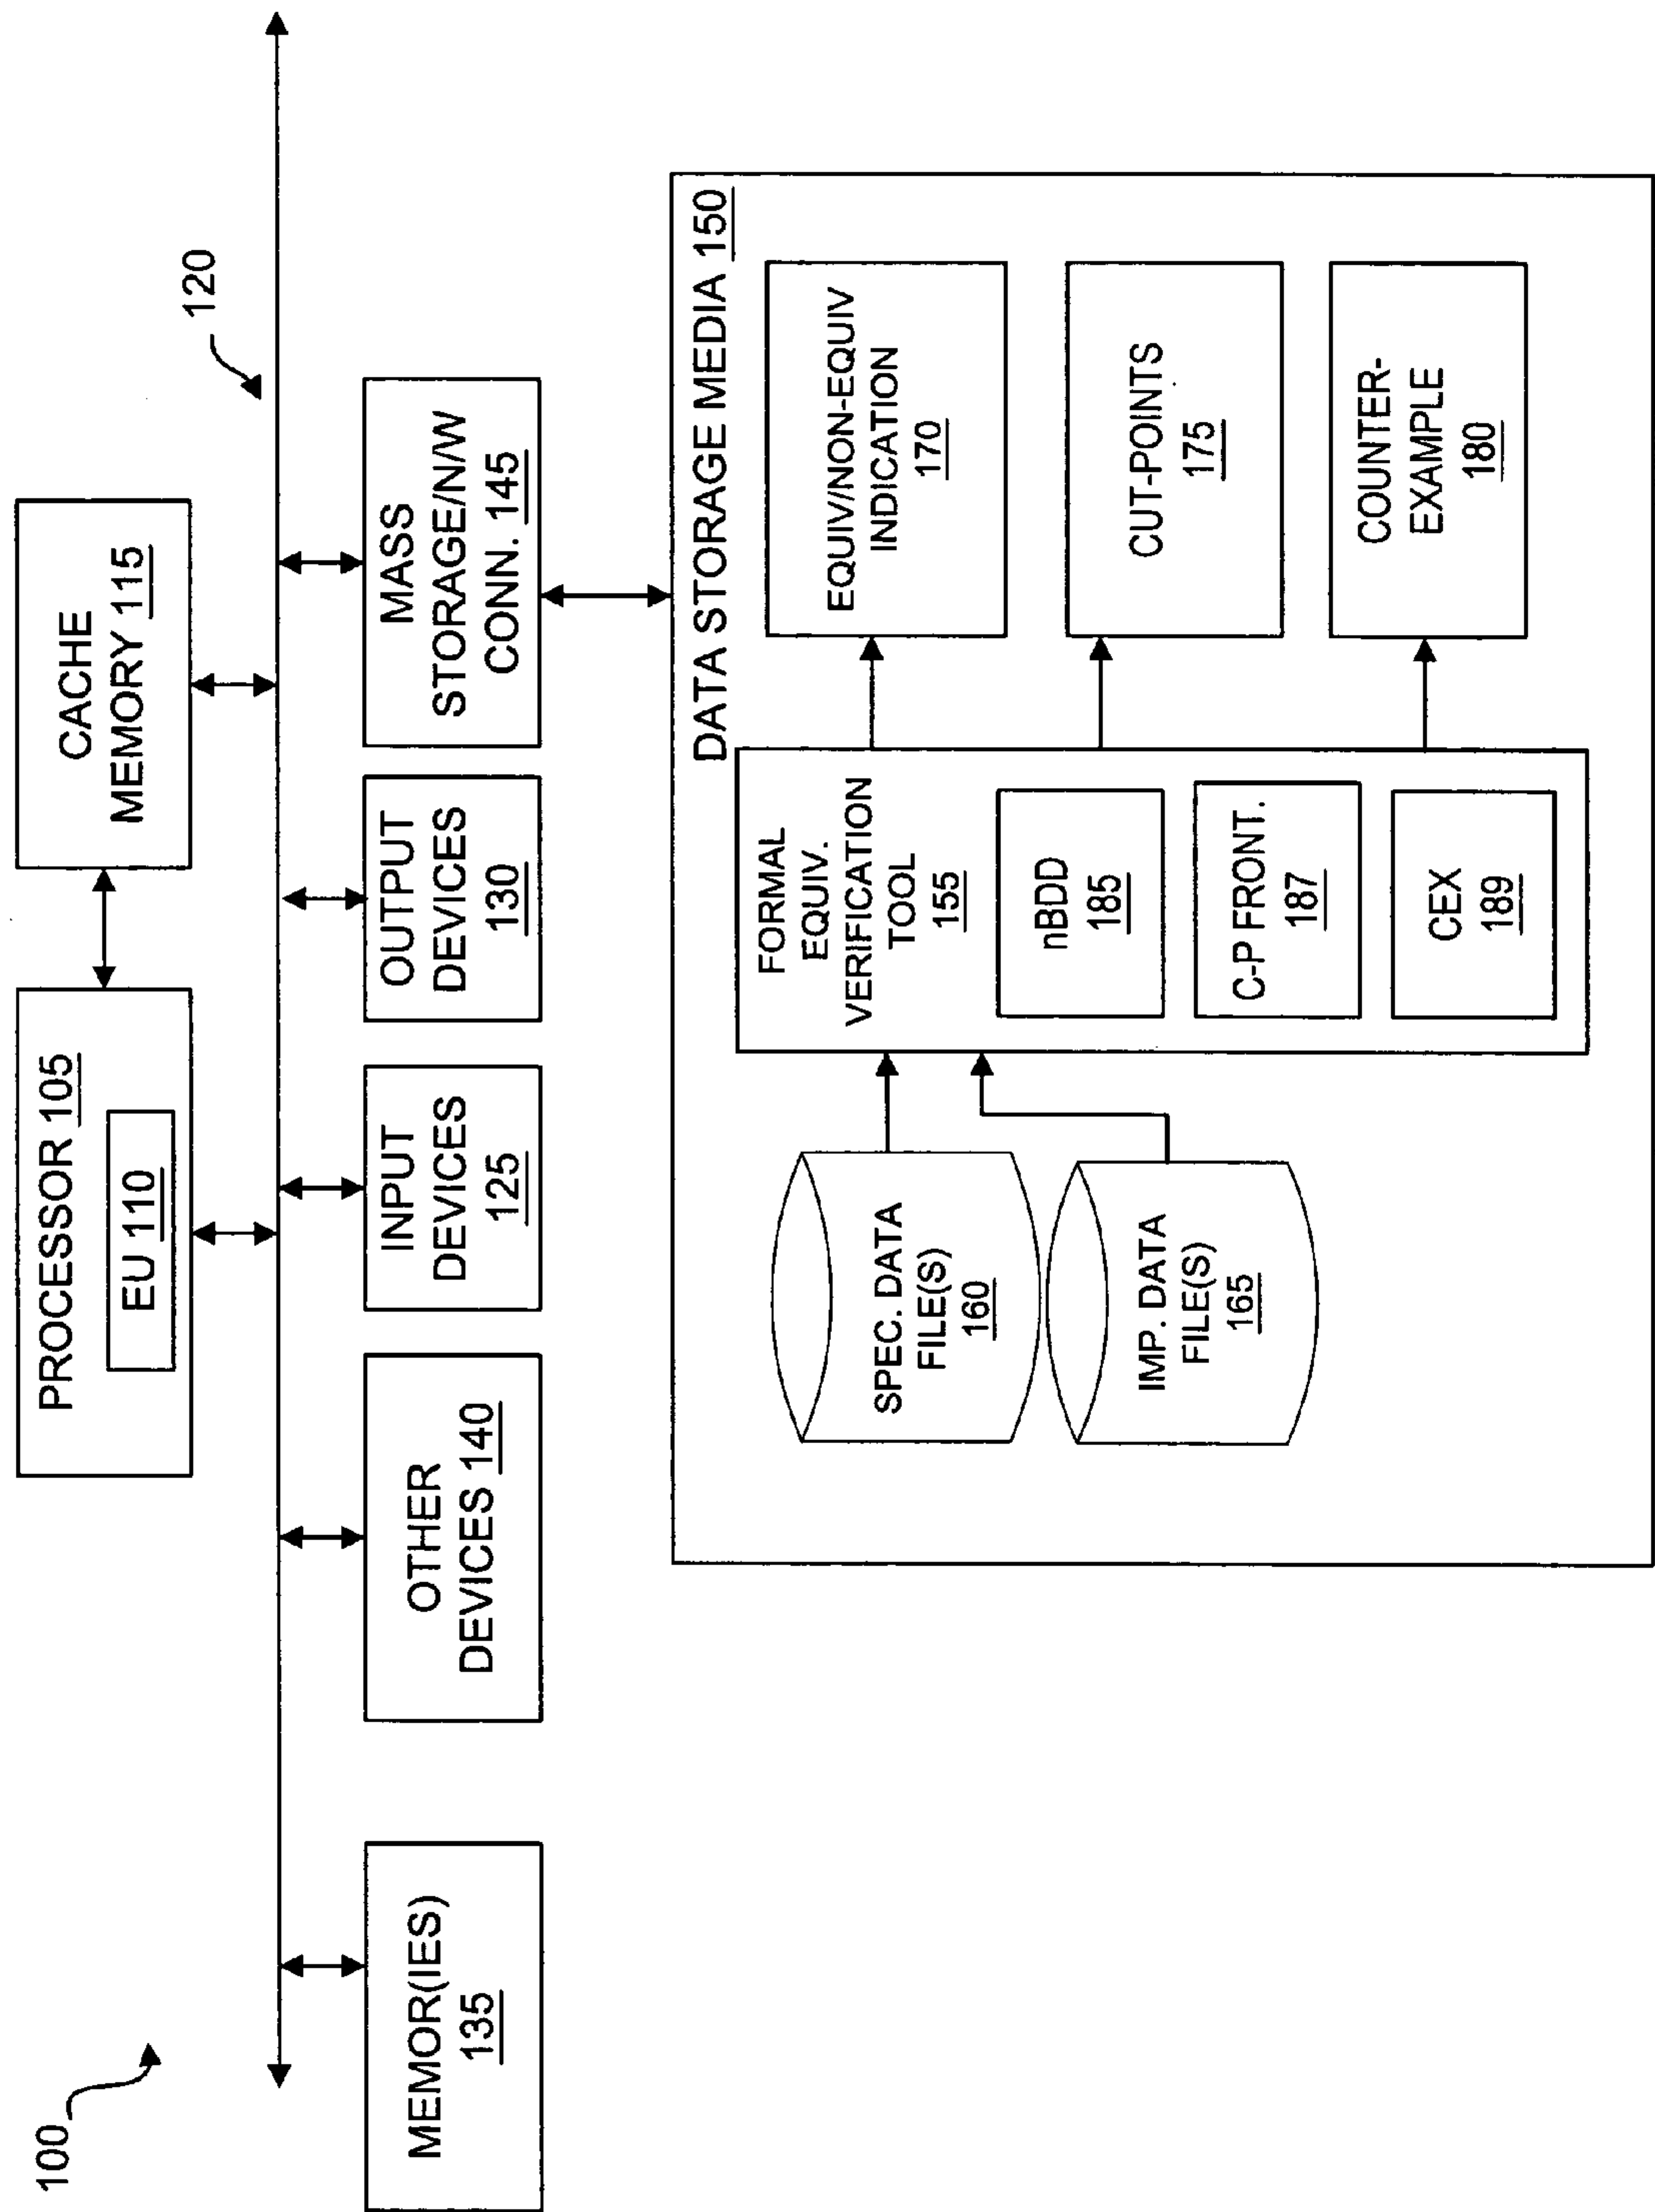 100
120
PROCESSOR 105
EU 110
CACHE
MEMORY 115
MEMOR(IES)
135
OTHER
DEVICES 140
INPUT
DEVICES
125
OUTPUT
DEVICES
130
MASS
STORAGE/N/W
CONN. 145
DATA STORAGE MEDIA 150
SPEC. DATA
FILE(S)
160
IMP. DATA
FILE(S)
165
FORMAL
EQUIV.
VERIFICATION
TOOL
155
nBDD
185
C-P FRONT.
187
CEX
189
EQUIV/NON-EQUIV
INDICATION
170
CUT-POINTS
175
COUNTER-
EXAMPLE
180